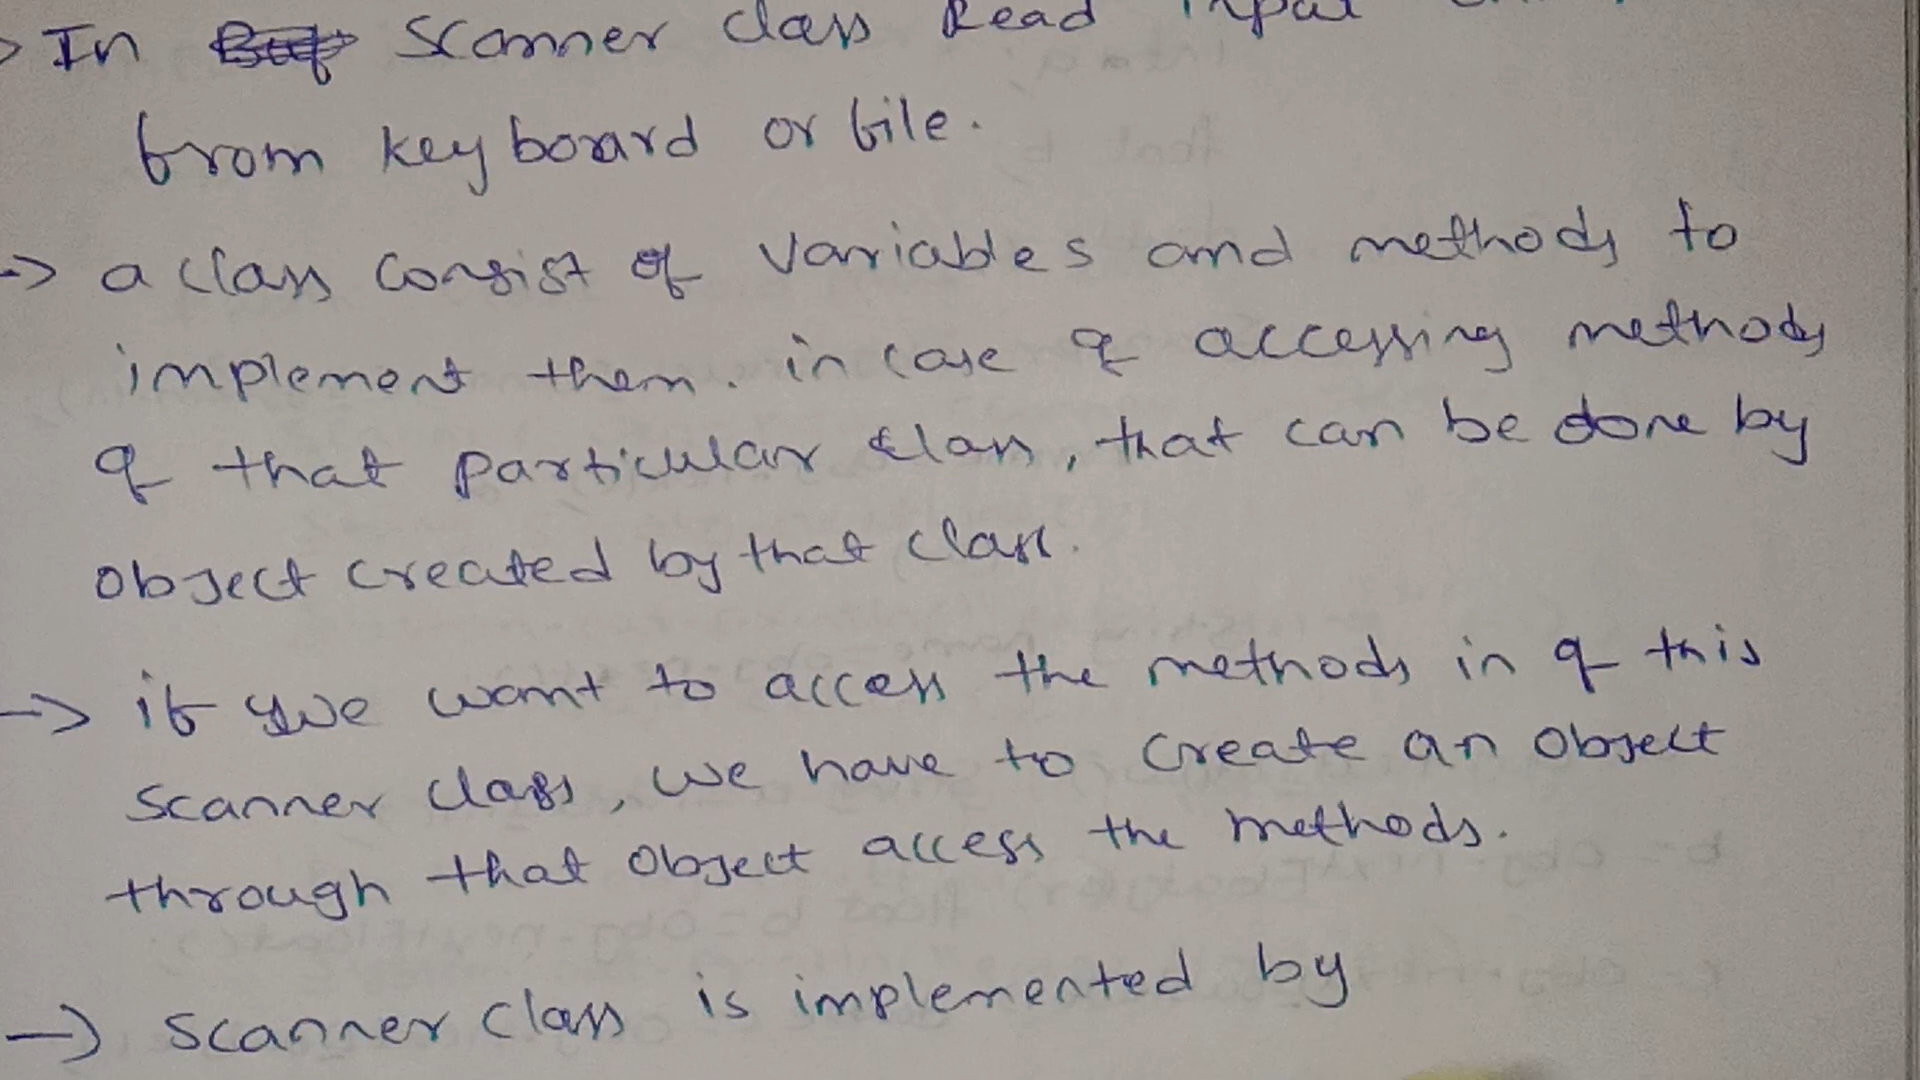 In Scanner class Read input
from keyboard or file.
-> a class consist of variables and methods to
implement them. in case of accessing methods
of that particular class, that can be done by
object created by that class.
-> if we want to access the methods in of this
scanner class, we have to create an object
through that object access the methods.
-> scanner class is implemented by